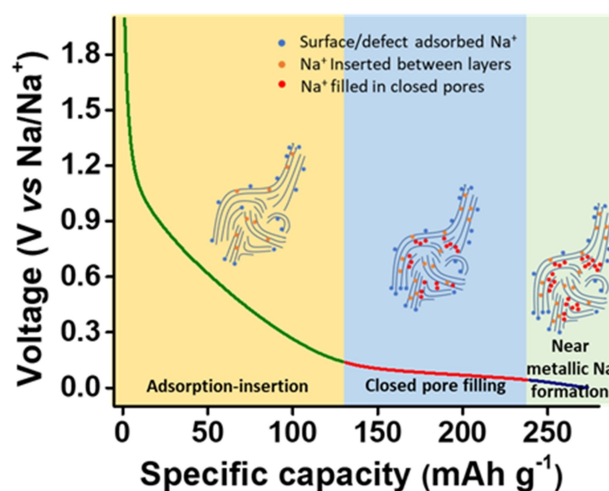 Voltage (V vs Na/Na⁺)
1.8
1.5
1.2
0.9
0.6
0.3
0.0
Surface/defect adsorbed Na⁺
Na⁺ Inserted between layers
Na⁺ filled in closed pores
Adsorption-insertion
Closed pore filling
Near
metallic Na
formation
0
50
100
150
200
250
Specific capacity (mAh g⁻¹)